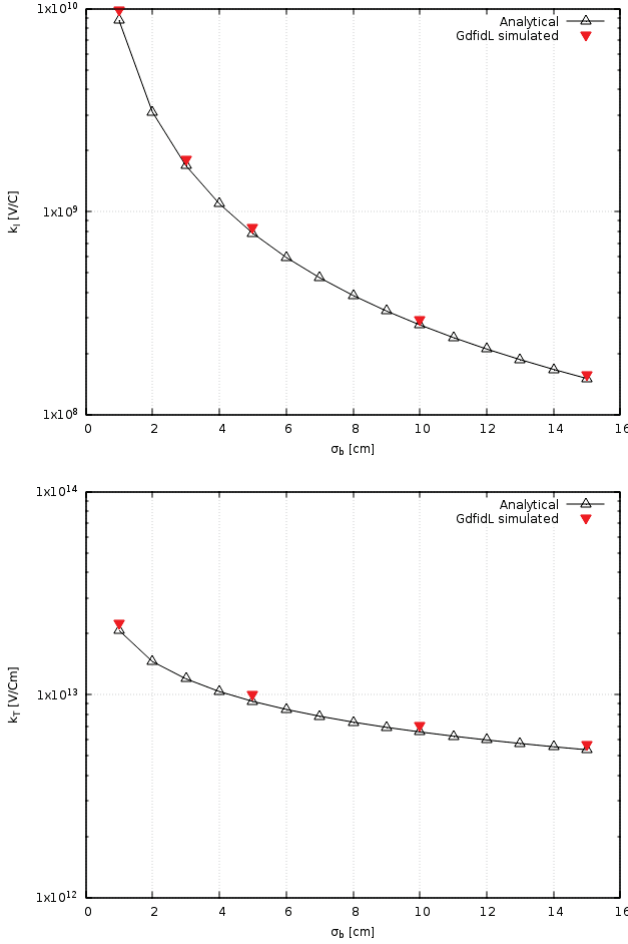 1x10^10
Analytical
GdfidL simulated
1x10^9
k_l [V/C]
1x10^8
0 2 4 6 8 10 12 14 16
σ_b [cm]
1x10^14
Analytical
GdfidL simulated
1x10^13
k_T [V/Cm]
1x10^12
0 2 4 6 8 10 12 14 16
σ_b [cm]